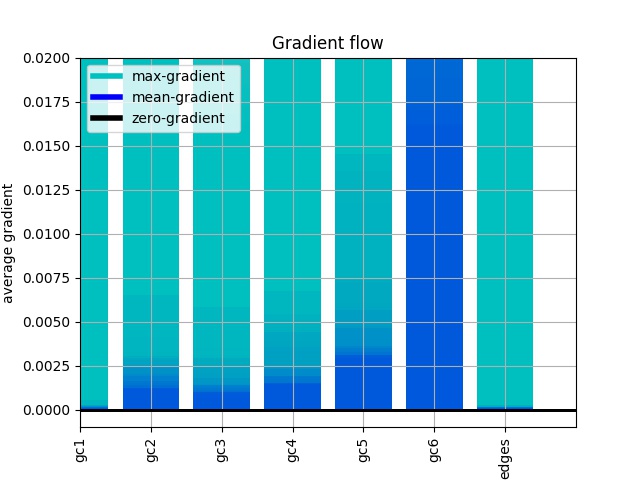 Gradient flow
max-gradient
mean-gradient
zero-gradient
average gradient
0.0200
0.0175
0.0150
0.0125
0.0100
0.0075
0.0050
0.0025
0.0000
gc1
gc2
gc3
gc4
gc5
gc6
edges